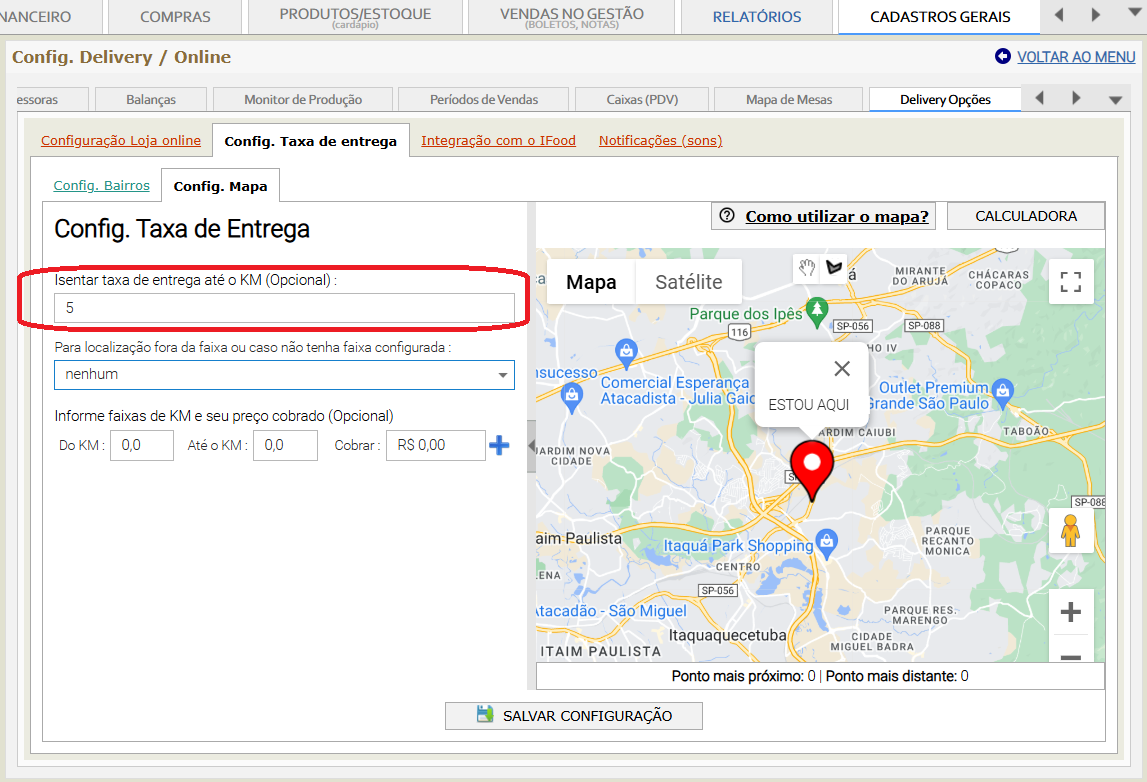 NANCEIRO
COMPRAS
PRODUTOS/ESTOQUE
(cardápio)
VENDAS NO GESTÃO
(BOLETOS, NOTAS)
RELATÓRIOS
CADASTROS GERAIS
Config. Delivery / Online
VOLTAR AO MENU
essoras
Balanças
Monitor de Produção
Períodos de Vendas
Caixas (PDV)
Mapa de Mesas
Delivery Opções
Configuração Loja online
Config. Taxa de entrega
Integração com o IFood
Notificações (sons)
Config. Bairros
Config. Mapa
Config. Taxa de Entrega
Isentar taxa de entrega até o KM (Opcional) :
5
Para localização fora da faixa ou caso não tenha faixa configurada :
nenhum
Informe faixas de KM e seu preço cobrado (Opcional)
Do KM : 0,0 Até o KM : 0,0 Cobrar : R$ 0,00
Como utilizar o mapa?
CALCULADORA
Mapa
Satélite
á
MIRANTE
DO ARUJÁ
CHÁCARAS
COPACO
Parque dos Ipês
116
SP-056
SP-088
HO IV
nsucesso
Comercial Esperança
Atacadista - Julia Gaio
ESTOU AQUI
Outlet Premium
Grande São Paulo
JARDIM CAIUBI
TABOÃO
JARDIM NOVA
CIDADE
SP-088
aim Paulista
Itaquá Park Shopping
PARQUE
RECANTO
MONICA
ENA
CENTRO
SP-056
Atacadão - São Miguel
PARQUE RES.
MARENGO
Itaquaquecetuba
CIDADE
MIGUEL BADRA
ITAIM PAULISTA
Ponto mais próximo: 0 | Ponto mais distante: 0
SALVAR CONFIGURAÇÃO